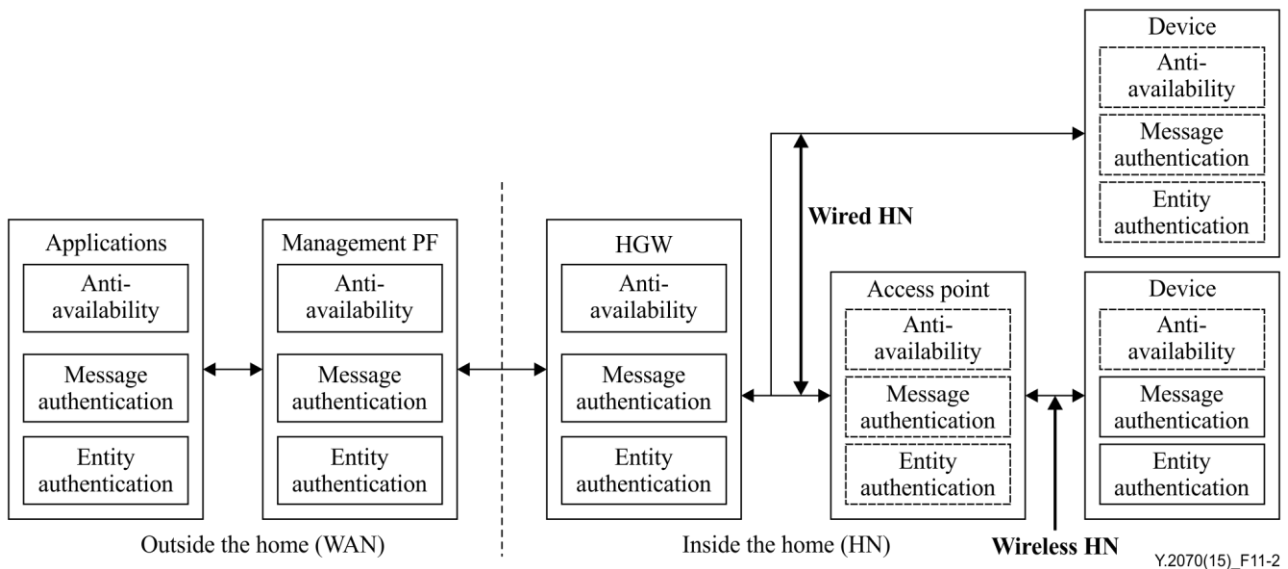 Applications
Anti-
availability
Message
authentication
Entity
authentication
Management PF
Anti-
availability
Message
authentication
Entity
authentication
Outside the home (WAN)
HGW
Anti-
availability
Message
authentication
Entity
authentication
Wired HN
Access point
Anti-
availability
Message
authentication
Entity
authentication
Device
Anti-
availability
Message
authentication
Entity
authentication
Device
Anti-
availability
Message
authentication
Entity
authentication
Inside the home (HN)
Wireless HN
Y.2070(15)_F11-2